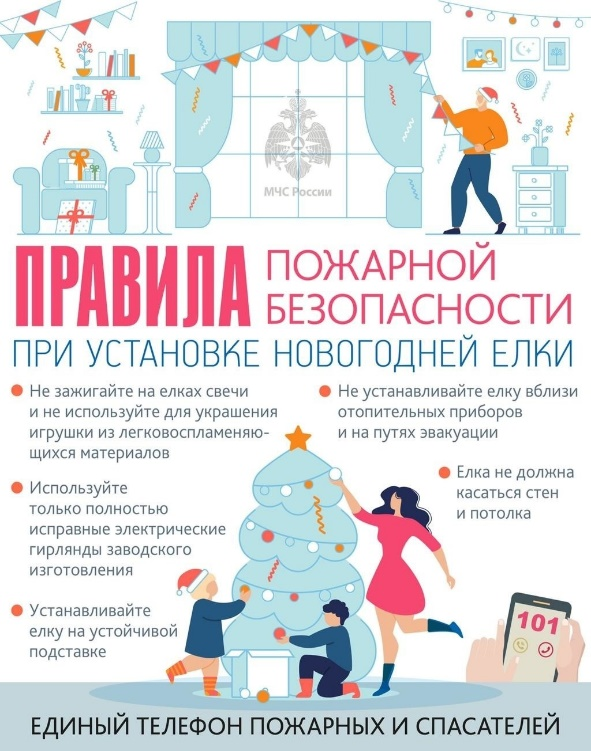 МЧС России
ПРАВИЛА ПОЖАРНОЙ
БЕЗОПАСНОСТИ
ПРИ УСТАНОВКЕ НОВОГОДНЕЙ ЕЛКИ
Не зажигайте на елках свечи
и не используйте для украшения
игрушки из легковоспламеняю-
щихся материалов
Используйте
только полностью
исправные электрические
гирлянды заводского
изготовления
Устанавливайте
елку на устойчивой
подставке
Не устанавливайте елку вблизи
отопительных приборов
и на путях эвакуации
Елка не должна
касаться стен
и потолка
101
ЕДИНЫЙ ТЕЛЕФОН ПОЖАРНЫХ И СПАСАТЕЛЕЙ